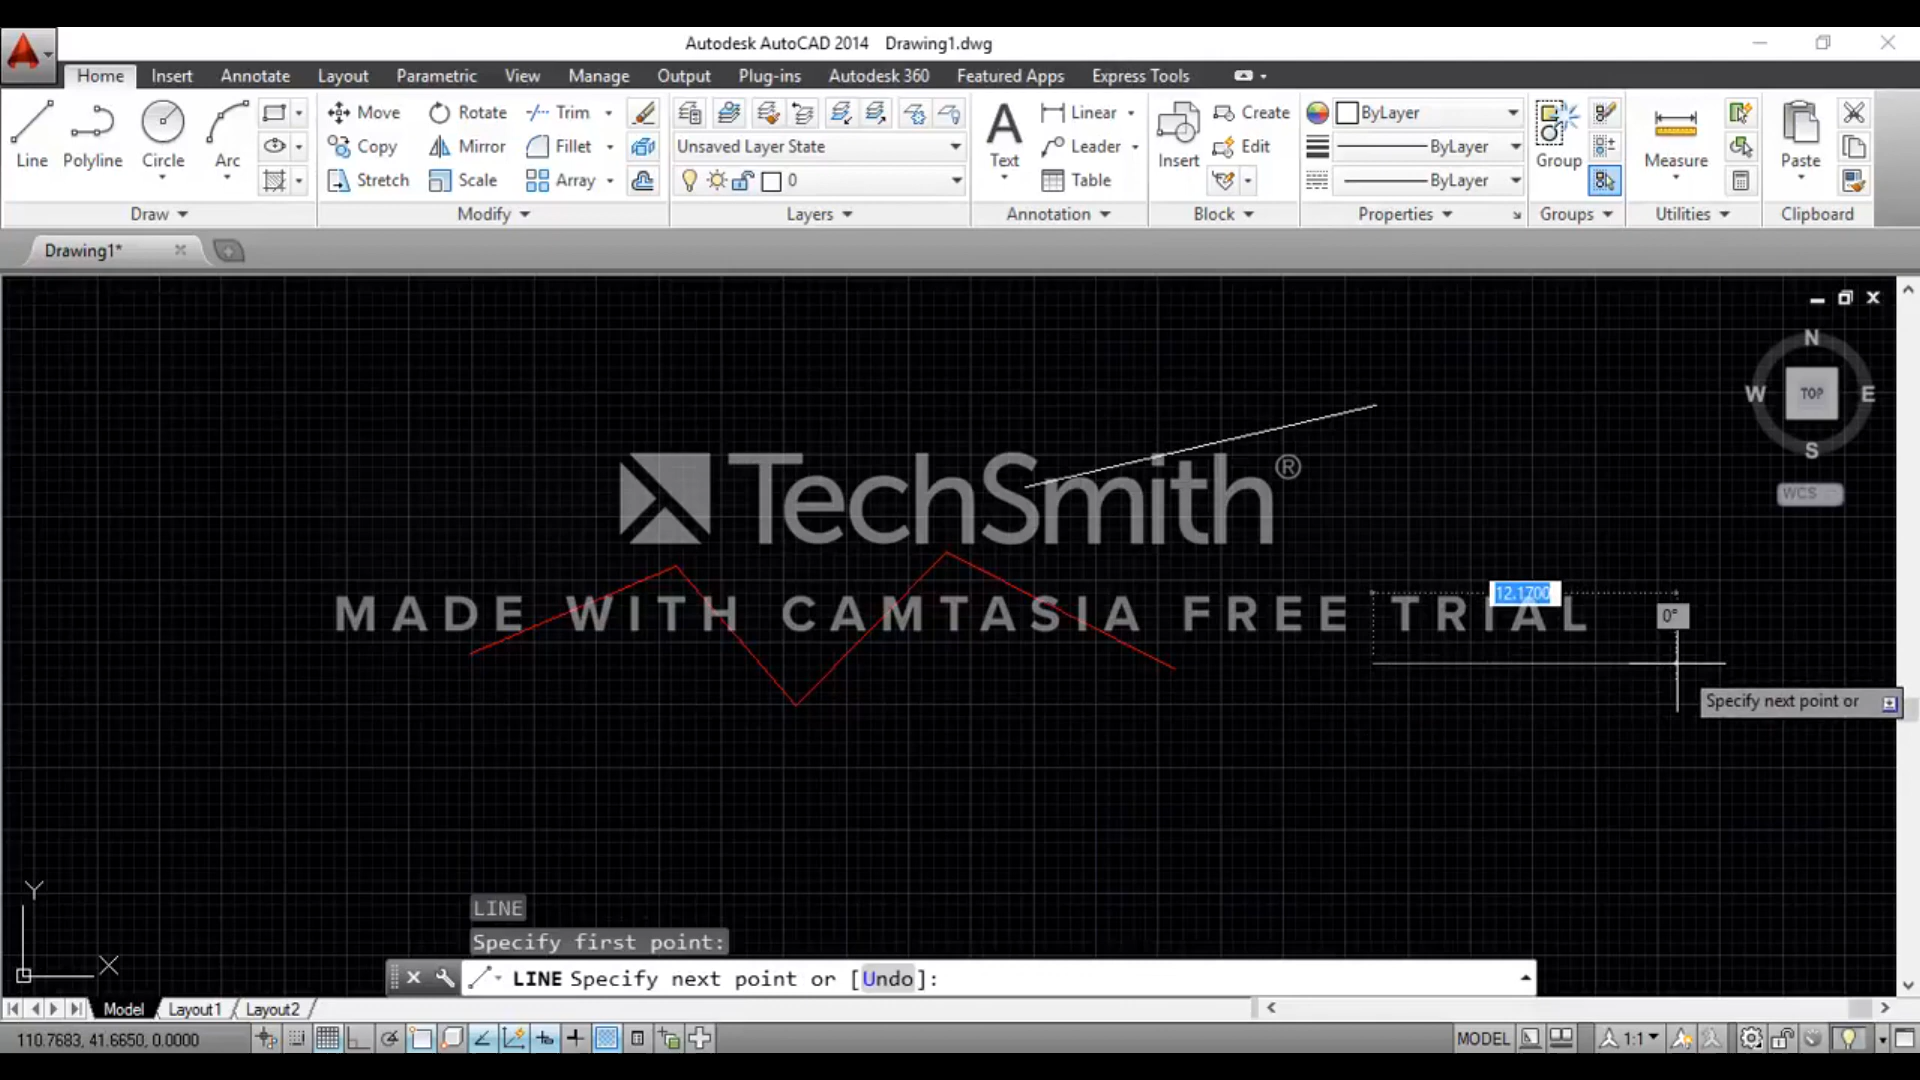 Autodesk AutoCAD 2014 Drawing1.dwg
Home Insert Annotate Layout Parametric View Manage Output Plug-ins Autodesk 360 Featured Apps Express Tools
Line Polyline Circle Arc
Move Rotate Trim
Copy Mirror Fillet
Stretch Scale Array
Unsaved Layer State
0
Text
Linear
Leader
Table
Insert
Create
Edit
ByLayer
ByLayer
ByLayer
Group
Measure
Paste
Draw Modify Layers Annotation Block Properties Groups Utilities Clipboard
Drawing1*
N
W TOP E
S
WCS
TechSmith®
MADE WITH CAMTASIA FREE TRIAL
12.1700
0°
Specify next point or
Y
X
LINE
Specify first point:
LINE Specify next point or [Undo]:
Model Layout1 Layout2
110.7683, 41.6650, 0.0000
MODEL
1:1